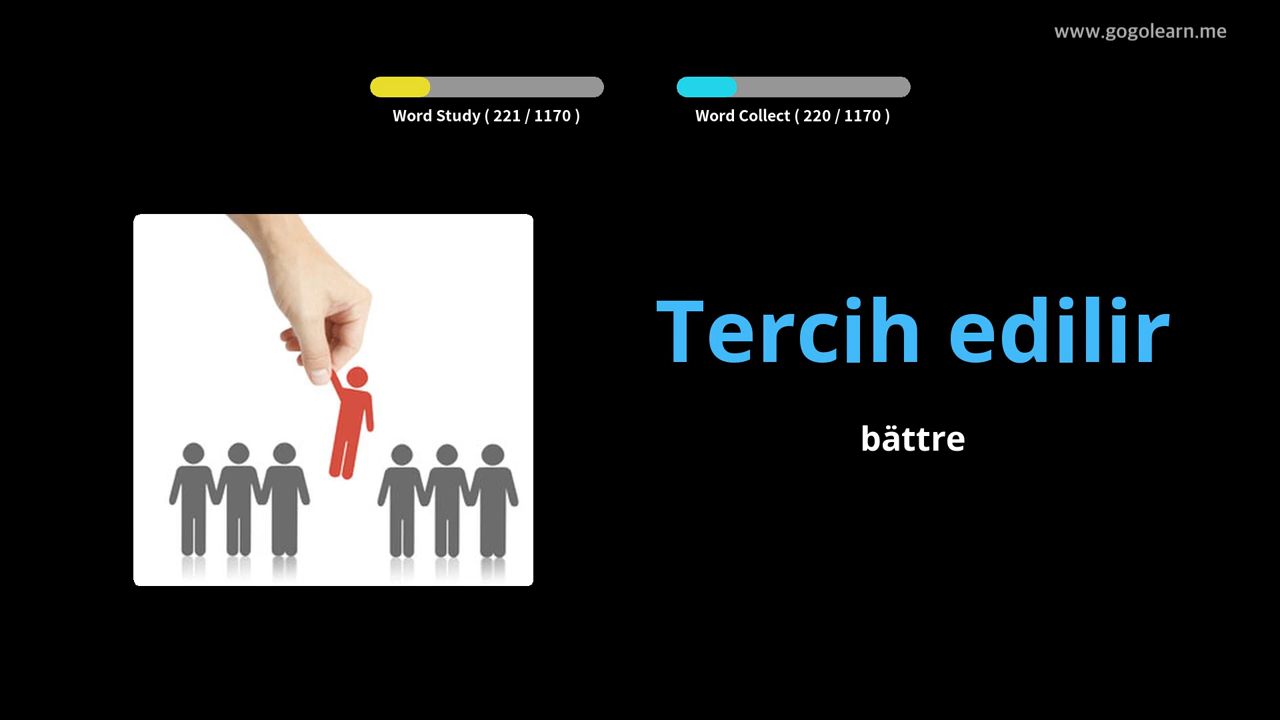 www.gogolearn.me
Word Study ( 221 / 1170 )
Word Collect ( 220 / 1170 )
Tercih edilir
bättre